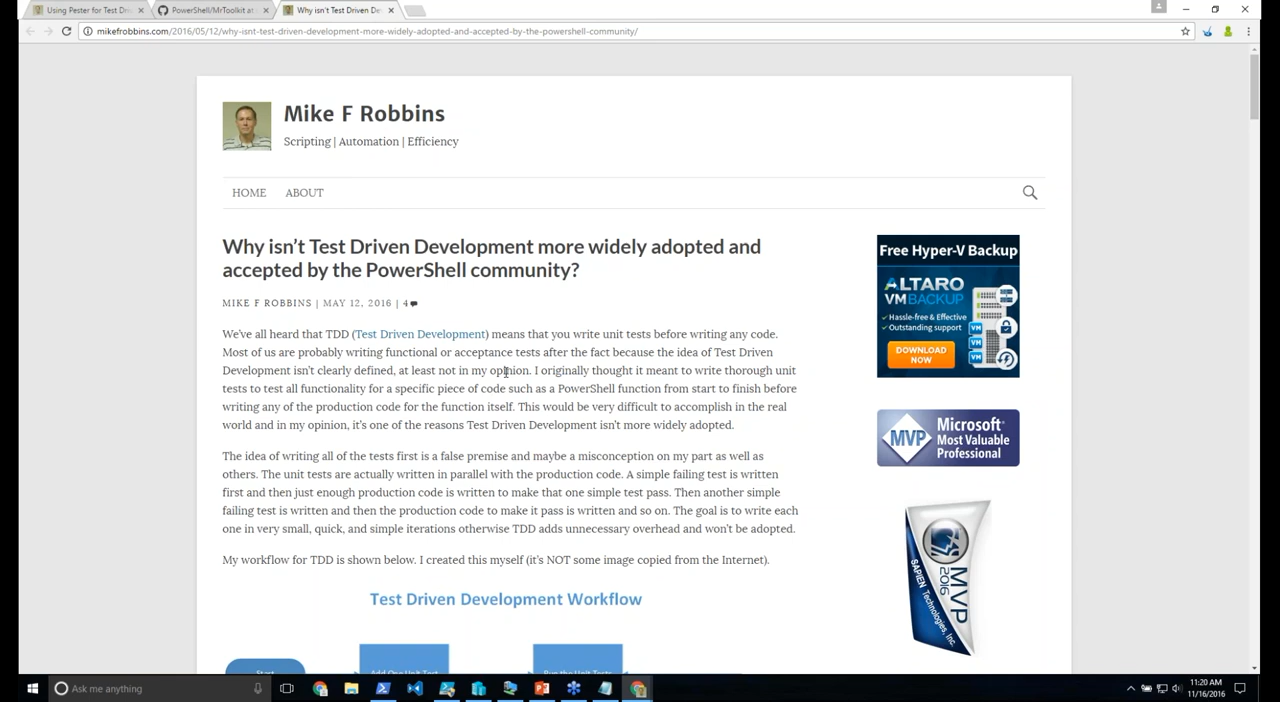 Using Pester for Test Dri
PowerShell/MrToolkit at
Why isn't Test Driven De
mikefrobbins.com/2016/05/12/why-isnt-test-driven-development-more-widely-adopted-and-accepted-by-the-powershell-community/
Mike F Robbins
Scripting | Automation | Efficiency
HOME ABOUT
Why isn't Test Driven Development more widely adopted and
accepted by the PowerShell community?
MIKE F ROBBINS | MAY 12, 2016 | 4
We've all heard that TDD (Test Driven Development) means that you write unit tests before writing any code.
Most of us are probably writing functional or acceptance tests after the fact because the idea of Test Driven
Development isn't clearly defined, at least not in my opinion. I originally thought it meant to write thorough unit
tests to test all functionality for a specific piece of code such as a PowerShell function from start to finish before
writing any of the production code for the function itself. This would be very difficult to accomplish in the real
world and in my opinion, it's one of the reasons Test Driven Development isn't more widely adopted.
The idea of writing all of the tests first is a false premise and maybe a misconception on my part as well as
others. The unit tests are actually written in parallel with the production code. A simple failing test is written
first and then just enough production code is written to make that one simple test pass. Then another simple
failing test is written and then the production code to make it pass is written and so on. The goal is to write each
one in very small, quick, and simple iterations otherwise TDD adds unnecessary overhead and won't be adopted.
My workflow for TDD is shown below. I created this myself (it's NOT some image copied from the Internet).
Test Driven Development Workflow
Start
Add One Unit Test
Run the Unit Tests
Free Hyper-V Backup
ALTARO
VM BACKUP
Hassle-free & Effective
Outstanding support
VM
VM
VM
VM
DOWNLOAD
NOW
MVP
Microsoft®
Most Valuable
Professional
MVP
2016
SAPIEN Technologies, Inc.
Ask me anything
11:20 AM
11/16/2016